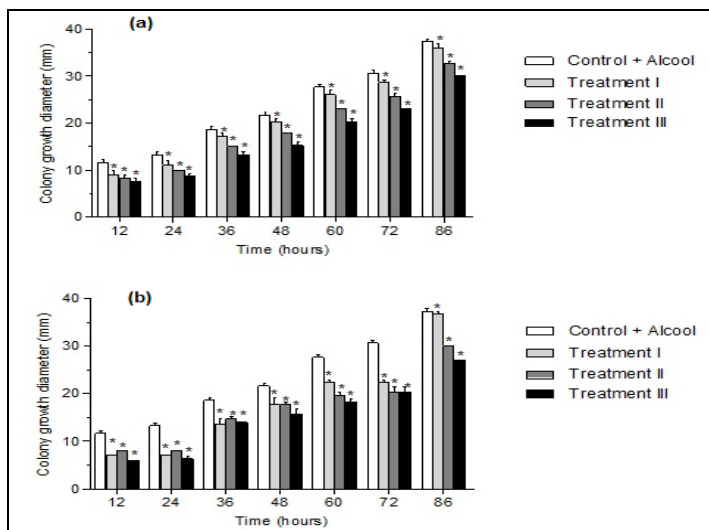 (a)
Colony growth diameter (mm)
40
30
20
10
0
* * * * * * * * * * * * * * * * * * * * *
12 24 36 48 60 72 86
Time (hours)
Control + Alcool
Treatment I
Treatment II
Treatment III
(b)
Colony growth diameter (mm)
40
30
20
10
0
* * * * * * * * * * * * * * * * * * * * *
12 24 36 48 60 72 86
Time (hours)
Control + Alcool
Treatment I
Treatment II
Treatment III